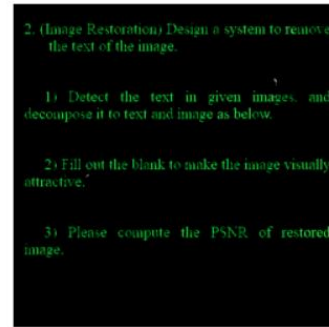 2. (Image Restoration) Design a system to remove
the text of the image.
1) Detect the text in given images, and
decompose it to text and image as below.
2) Fill out the blank to make the image visually
attractive.
3) Please compute the PSNR of restored
image.